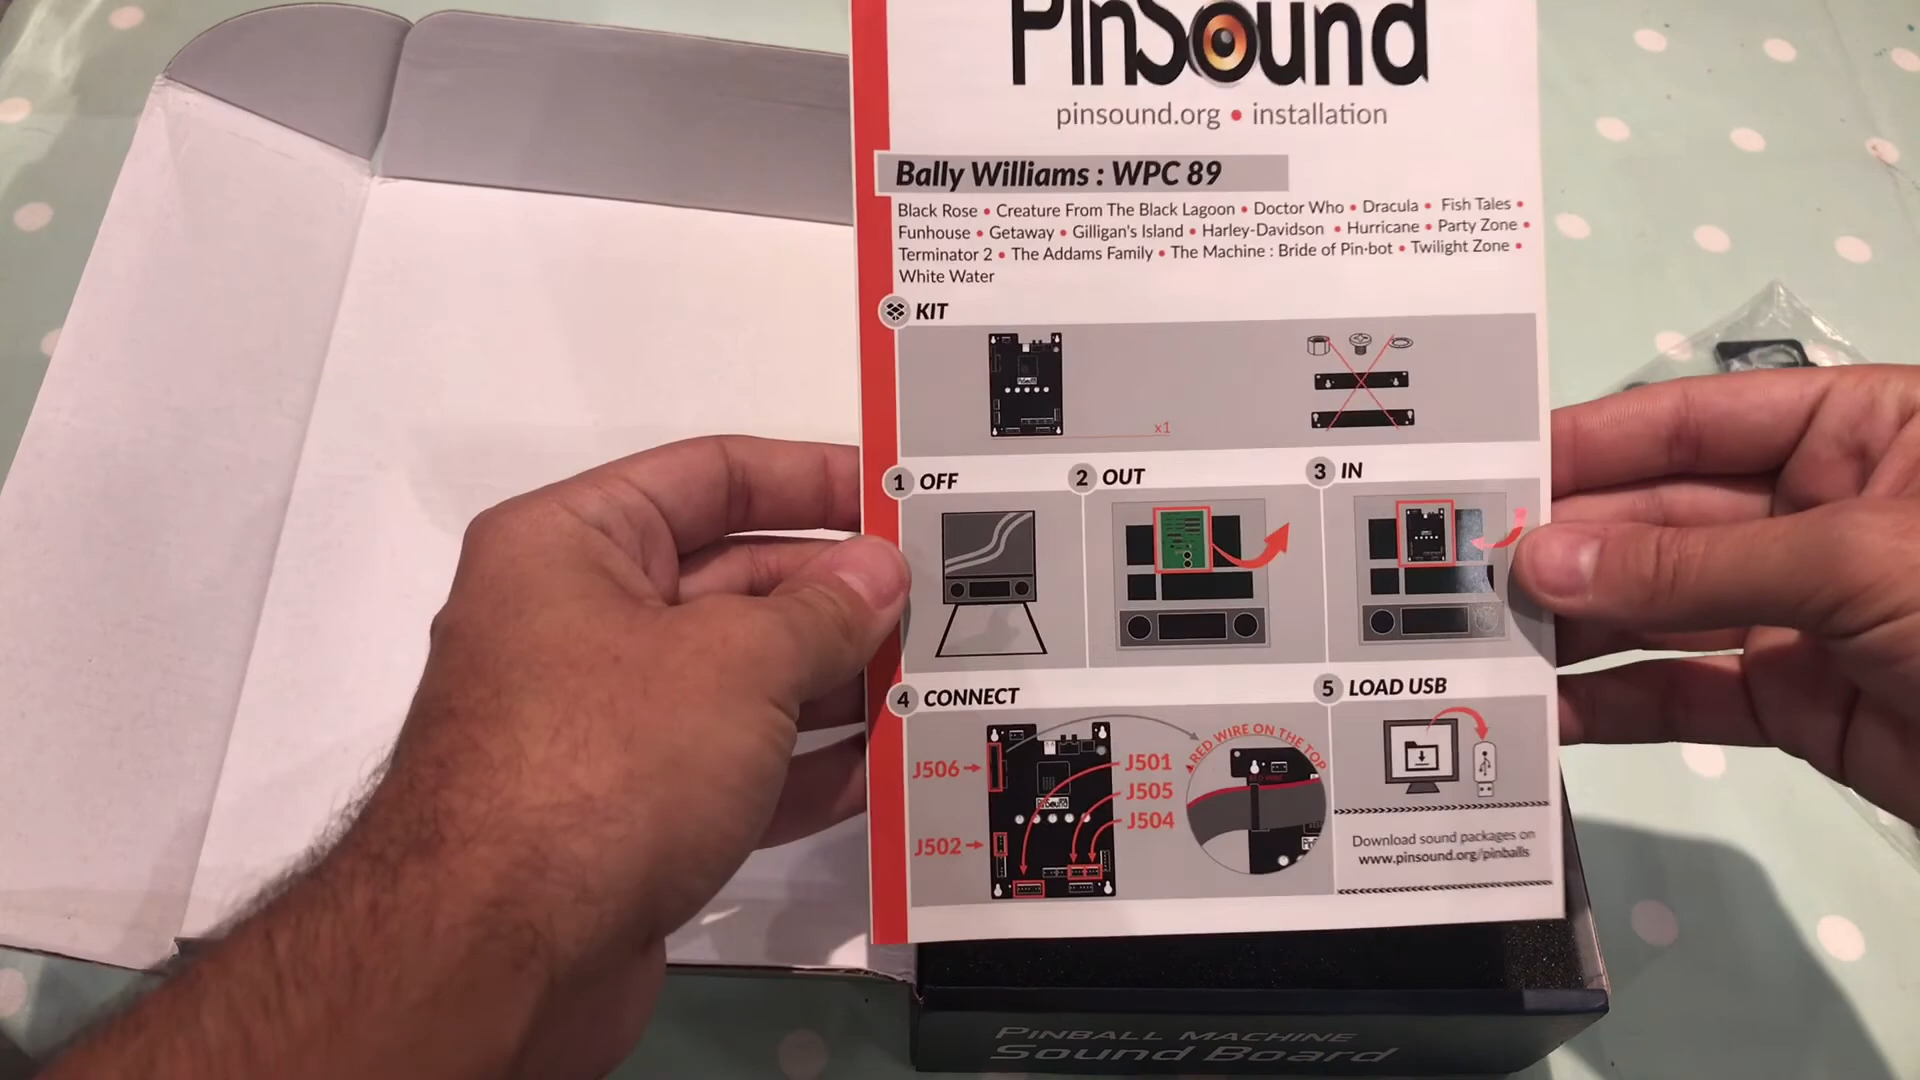 PinSound
pinsound.org • installation
Bally Williams : WPC 89
Black Rose • Creature From The Black Lagoon • Doctor Who • Dracula • Fish Tales •
Funhouse • Getaway • Gilligan's Island • Harley-Davidson • Hurricane • Party Zone •
Terminator 2 • The Addams Family • The Machine : Bride of Pin•bot • Twilight Zone •
White Water
KIT
x1
1 OFF
2 OUT
3 IN
4 CONNECT
J506
J502
J501
J505
J504
RED WIRE ON THE TOP
5 LOAD USB
Download sound packages on
www.pinsound.org/pinballs
PINBALL MACHINE
Sound Board